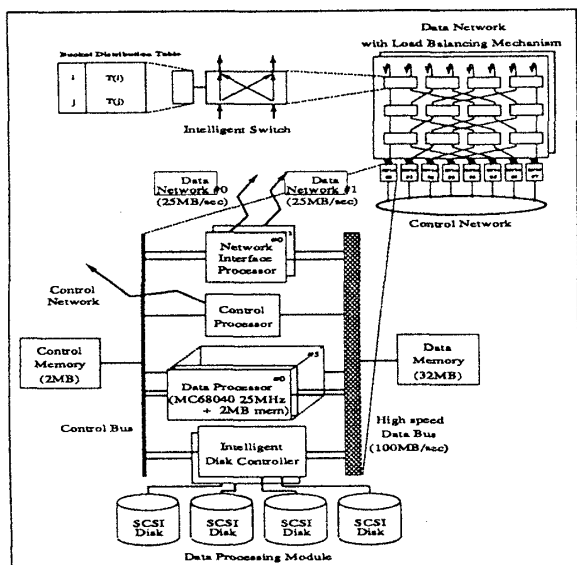 Data Network
with Load Balancing Mechanism
Bucket Distribution Table
i T(i)
j T(j)
Intelligent Switch
Data
Network #0
(25MB/sec)
Data
Network #1
(25MB/sec)
Control Network
#0
Network
Interface
Processor
Control
Network
Control
Processor
Control
Memory
(2MB)
Data
Memory
(32MB)
#5
#0
Data Processor
(MC68040 25MHz
+ 2MB mem)
Control Bus
High speed
Data Bus
(100MB/sec)
Intelligent
Disk Controller
SCSI
Disk
SCSI
Disk
SCSI
Disk
SCSI
Disk
Data Processing Module